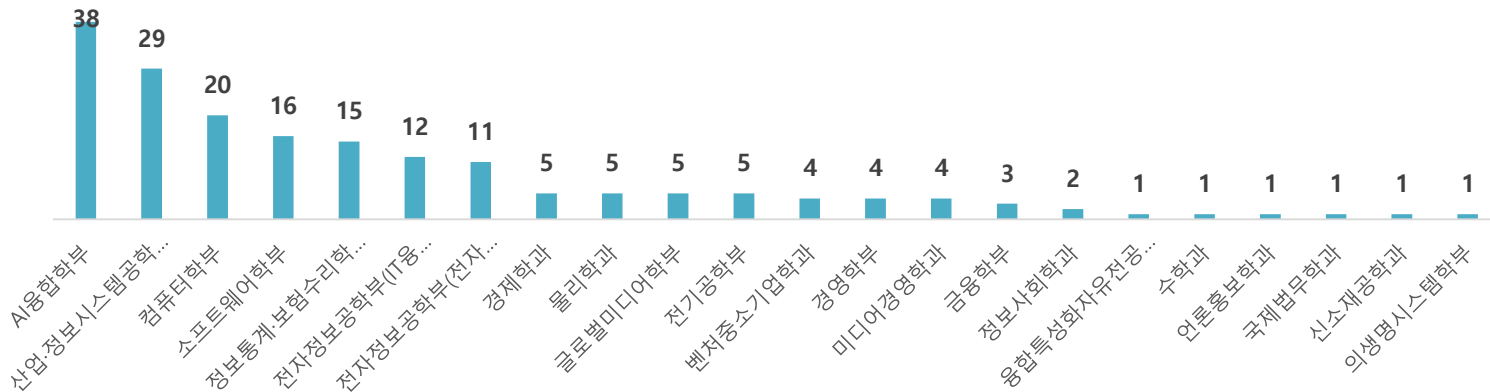 38
29
20
16
15
12
11
5
5
5
5
4
4
4
3
2
1
1
1
1
1
1
AI융합학부
산업·정보시스템공학…
컴퓨터학부
소프트웨어학부
정보통계·보험수리학…
전자정보공학부(IT융…
전자정보공학부(전자…
경제학과
물리학과
글로벌미디어학부
전기공학부
벤처중소기업학과
경영학부
미디어경영학과
금융학부
정보사회학과
융합특성화자유전공…
수학과
언론홍보학과
국제법무학과
신소재공학과
의생명시스템학부